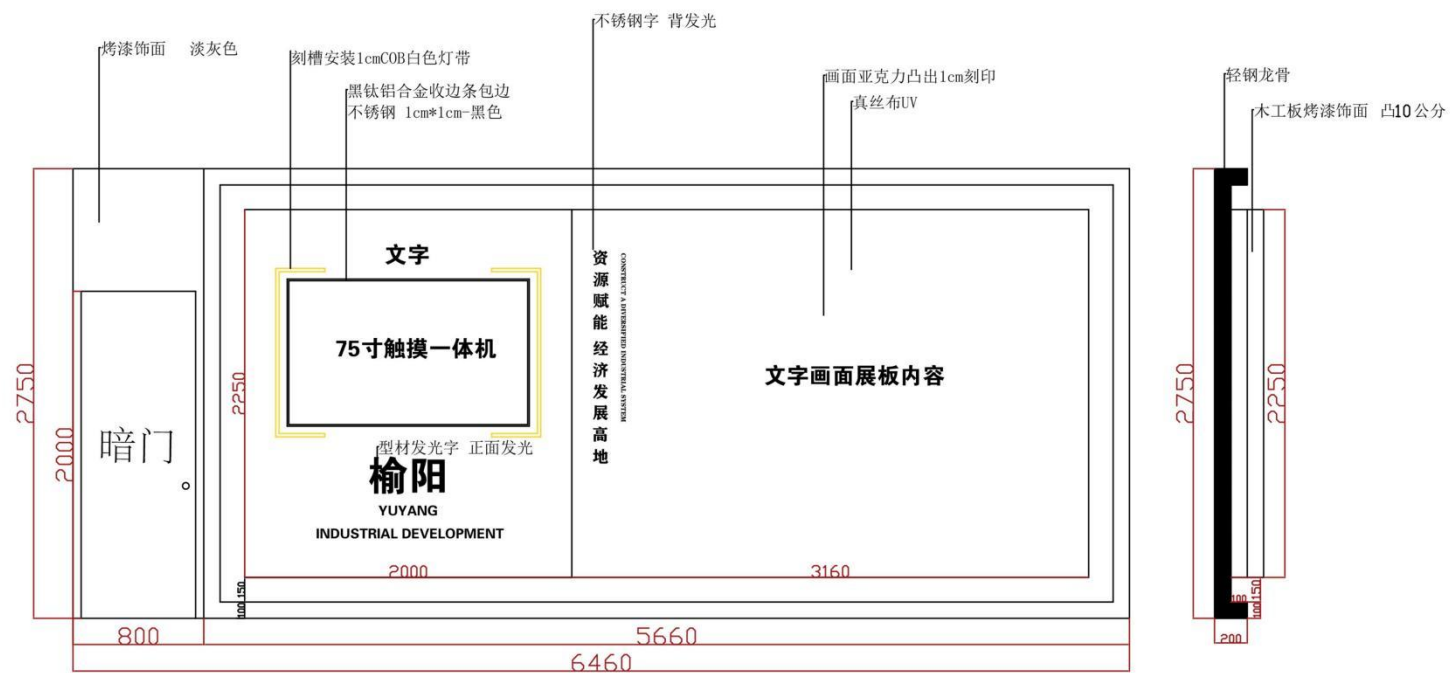 不锈钢字 背发光
烤漆饰面 淡灰色
刻槽安装1cmCOB白色灯带
黑钛铝合金收边条包边
不锈钢 1cm*1cm-黑色
画面亚克力凸出1cm刻印
真丝布UV
轻钢龙骨
木工板烤漆饰面 凸10公分
文字
75寸触摸一体机
型材发光字 正面发光
榆阳
YUYANG
INDUSTRIAL DEVELOPMENT
资源赋能 经济发展高地
CONSTRUCT A DIVERSIFIED INDUSTRIAL SYSTEM
文字画面展板内容
暗门
2750
2000
2250
2000
3160
150
100
800
5660
6460
2750
2250
100
150
100
200